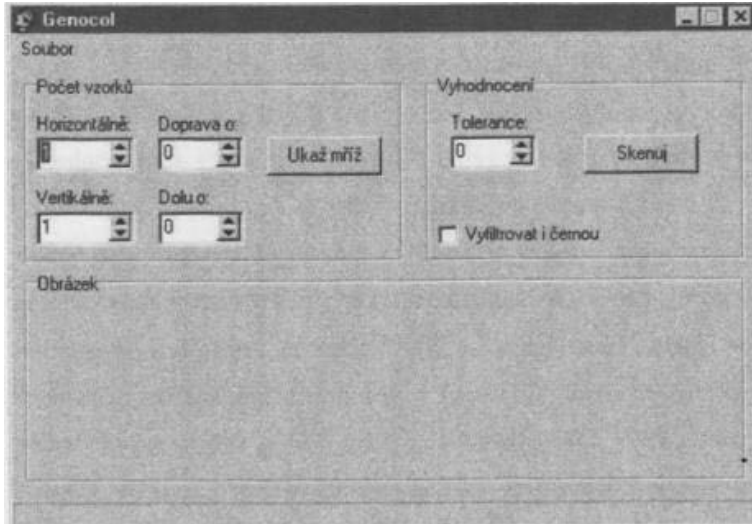 Genocol
Soubor
Počet vzorků
Horizontálně:
Doprava o:
1
0
Ukaž mříž
Vertikálně:
Dolu o:
1
0
Vyhodnocení
Tolerance:
0
Skenuj
Vyfiltrovat i černou
Obrázek